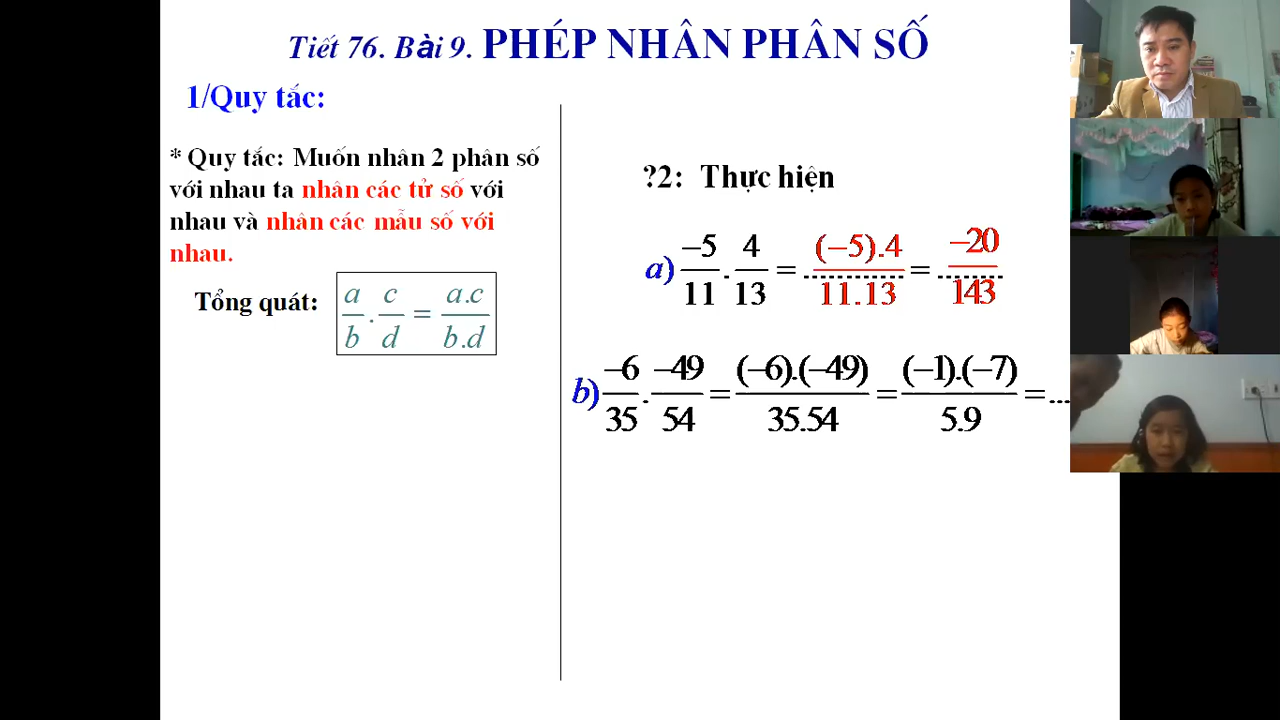 Tiết 76. Bài 9. PHÉP NHÂN PHÂN SỐ
1/Quy tắc:
* Quy tắc: Muốn nhân 2 phân số
với nhau ta nhân các tử số với
nhau và nhân các mẫu số với
nhau.
Tổng quát: a/b . c/d = a.c/b.d
?2: Thực hiện
a) −5/11 . 4/13 = (−5).4/11.13 = −20/143
b) −6/35 . −49/54 = (−6).(−49)/35.54 = (−1).(−7)/5.9 = ...